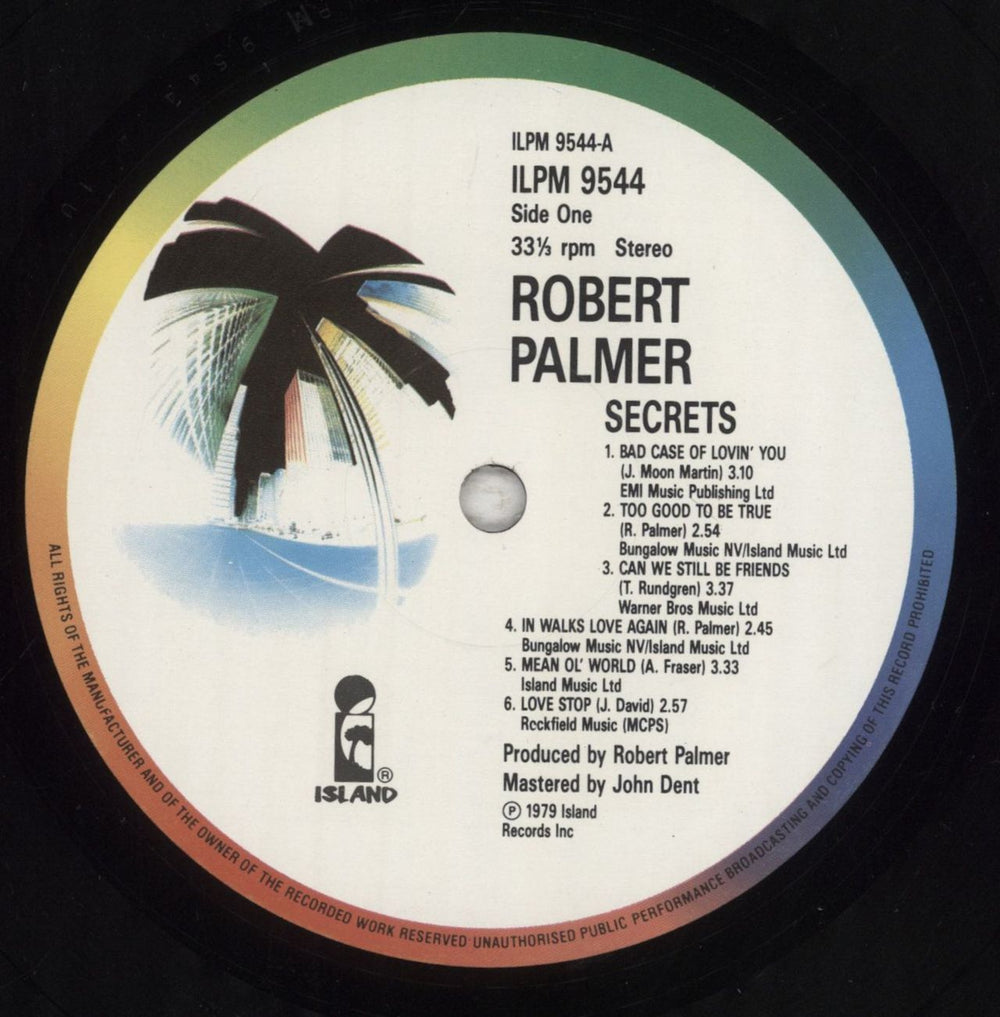 ILPM 9544-A
ILPM 9544
Side One
33⅓ rpm Stereo
ROBERT
PALMER
SECRETS
1. BAD CASE OF LOVIN' YOU
(J. Moon Martin) 3.10
EMI Music Publishing Ltd
2. TOO GOOD TO BE TRUE
(R. Palmer) 2.54
Bungalow Music NV/Island Music Ltd
3. CAN WE STILL BE FRIENDS
(T. Rundgren) 3.37
Warner Bros Music Ltd
4. IN WALKS LOVE AGAIN (R. Palmer) 2.45
Bungalow Music NV/Island Music Ltd
5. MEAN OL' WORLD (A. Fraser) 3.33
Island Music Ltd
6. LOVE STOP (J. David) 2.57
Rockfield Music (MCPS)
Produced by Robert Palmer
Mastered by John Dent
Ⓟ 1979 Island
Records Inc
®
ISLAND
ALL RIGHTS OF THE MANUFACTURER AND OF THE OWNER OF THE RECORDED WORK RESERVED UNAUTHORISED PUBLIC PERFORMANCE BROADCASTING AND COPYING OF THIS RECORD PROHIBITED